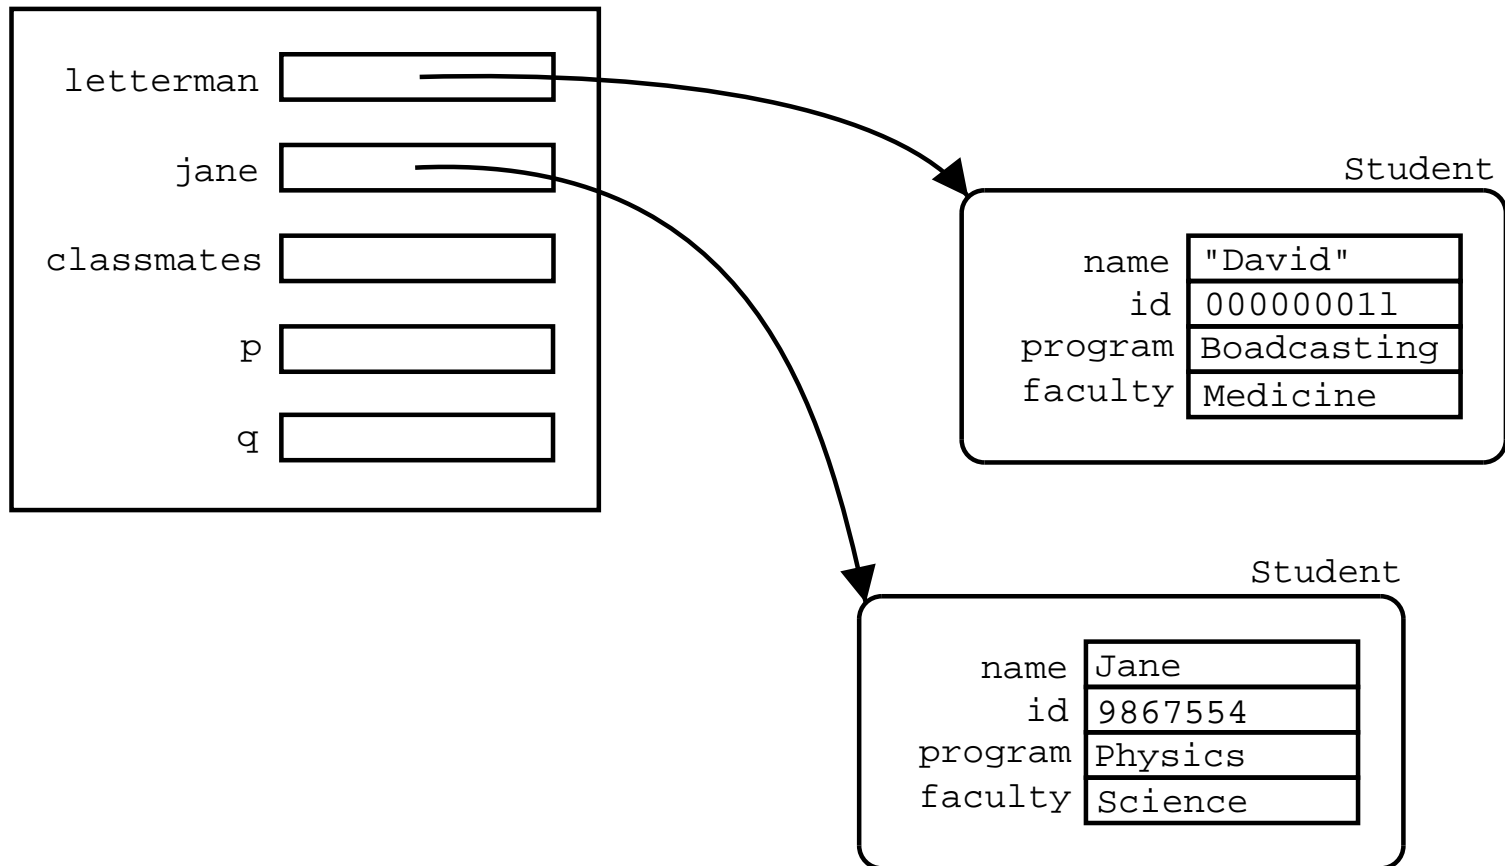 letterman
jane
classmates
p
q
Student
name "David"
id 00000001l
program Boadcasting
faculty Medicine
Student
name Jane
id 9867554
program Physics
faculty Science